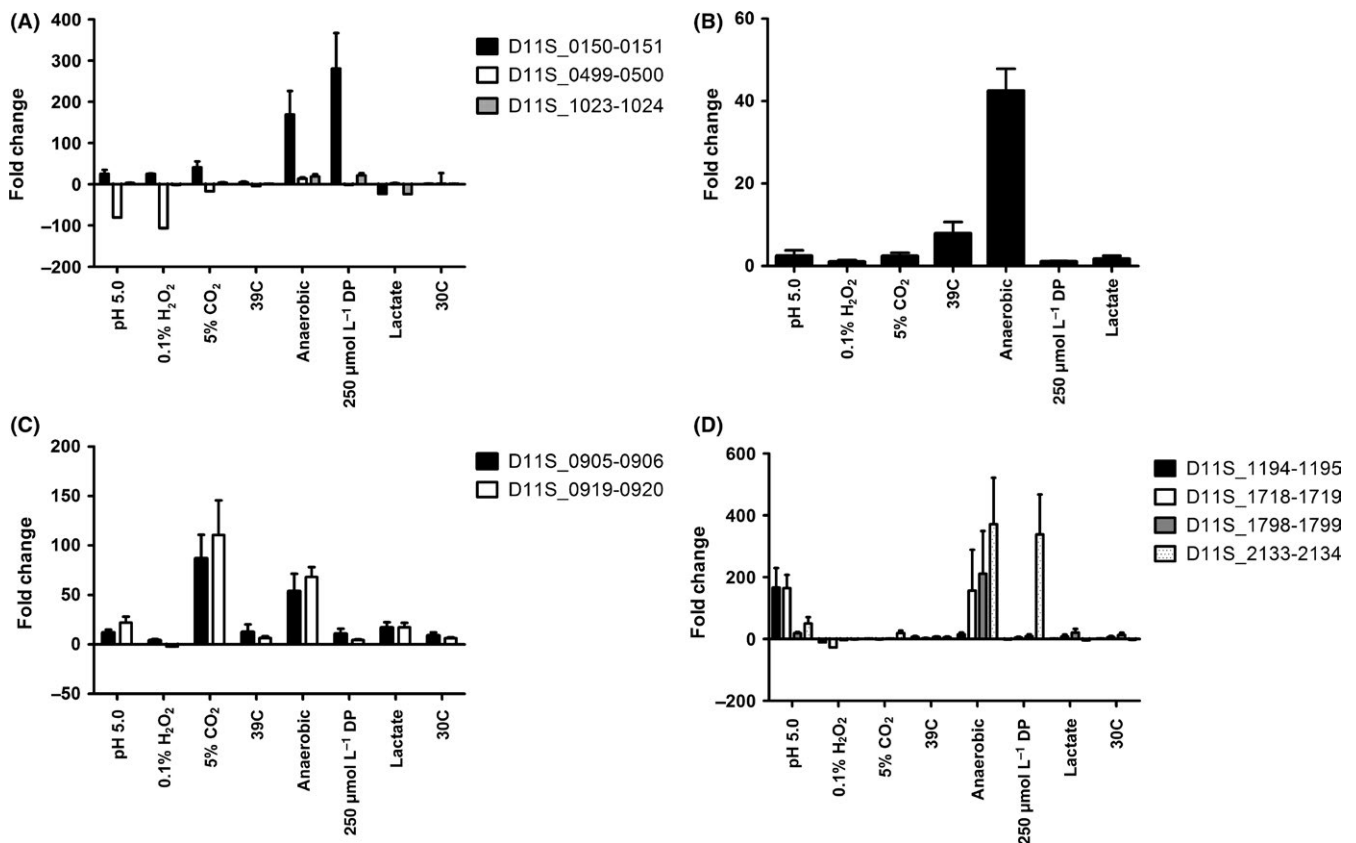 (A)
Fold change
400
300
200
100
0
–100
–200
pH 5.0
0.1% H₂O₂
5% CO₂
39C
Anaerobic
250 µmol L⁻¹ DP
Lactate
30C
D11S_0150-0151
D11S_0499-0500
D11S_1023-1024
(B)
Fold change
60
40
20
0
pH 5.0
0.1% H₂O₂
5% CO₂
39C
Anaerobic
250 µmol L⁻¹ DP
Lactate
(C)
Fold change
200
150
100
50
0
–50
pH 5.0
0.1% H₂O₂
5% CO₂
39C
Anaerobic
250 µmol L⁻¹ DP
Lactate
30C
D11S_0905-0906
D11S_0919-0920
(D)
Fold change
600
400
200
0
–200
pH 5.0
0.1% H₂O₂
5% CO₂
39C
Anaerobic
250 µmol L⁻¹ DP
Lactate
30C
D11S_1194-1195
D11S_1718-1719
D11S_1798-1799
D11S_2133-2134